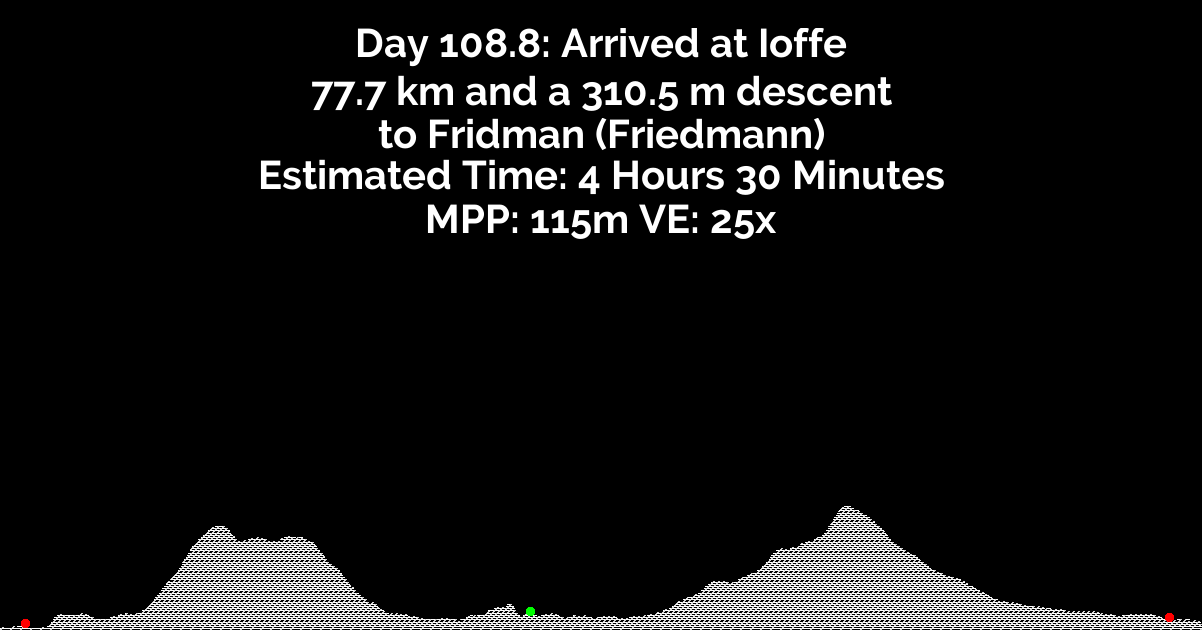 Day 108.8: Arrived at Ioffe
77.7 km and a 310.5 m descent
to Fridman (Friedmann)
Estimated Time: 4 Hours 30 Minutes
MPP: 115m VE: 25x